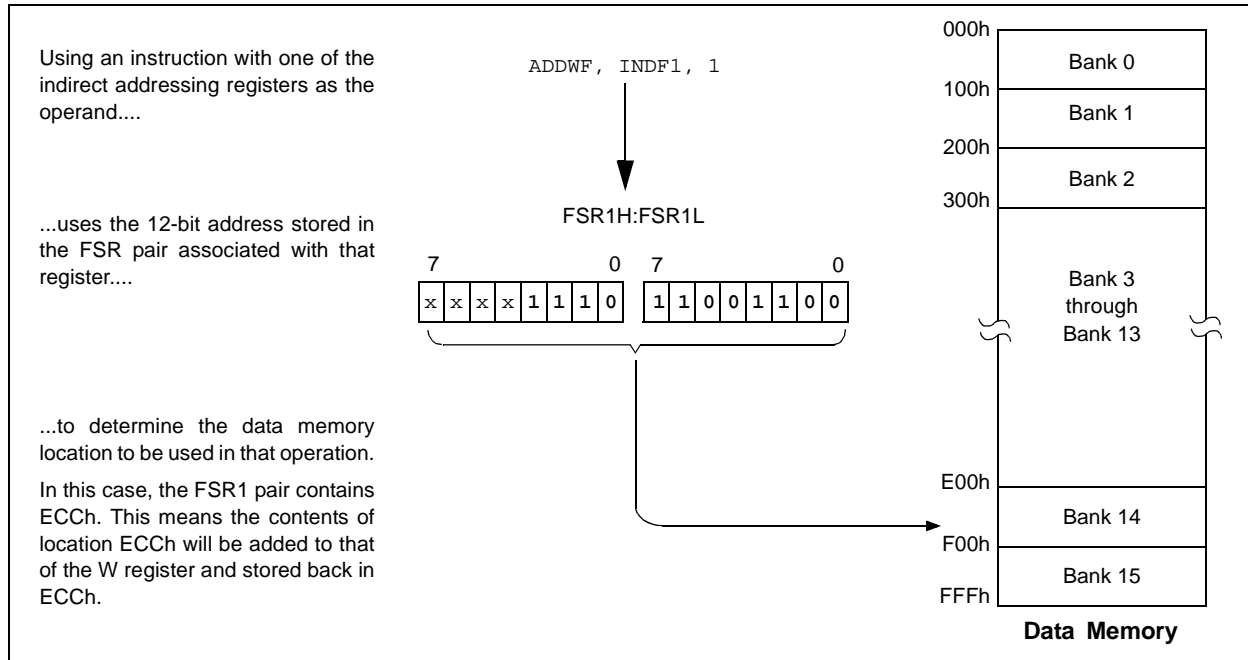 Using an instruction with one of the
indirect addressing registers as the
operand....
ADDWF, INDF1, 1
...uses the 12-bit address stored in
the FSR pair associated with that
register....
FSR1H:FSR1L
7 0 7 0
x x x x 1 1 1 0 1 1 0 0 1 1 0 0
...to determine the data memory
location to be used in that operation.
In this case, the FSR1 pair contains
ECCh. This means the contents of
location ECCh will be added to that
of the W register and stored back in
ECCh.
000h
Bank 0
100h
Bank 1
200h
Bank 2
300h
Bank 3
through
Bank 13
E00h
Bank 14
F00h
Bank 15
FFFh
Data Memory